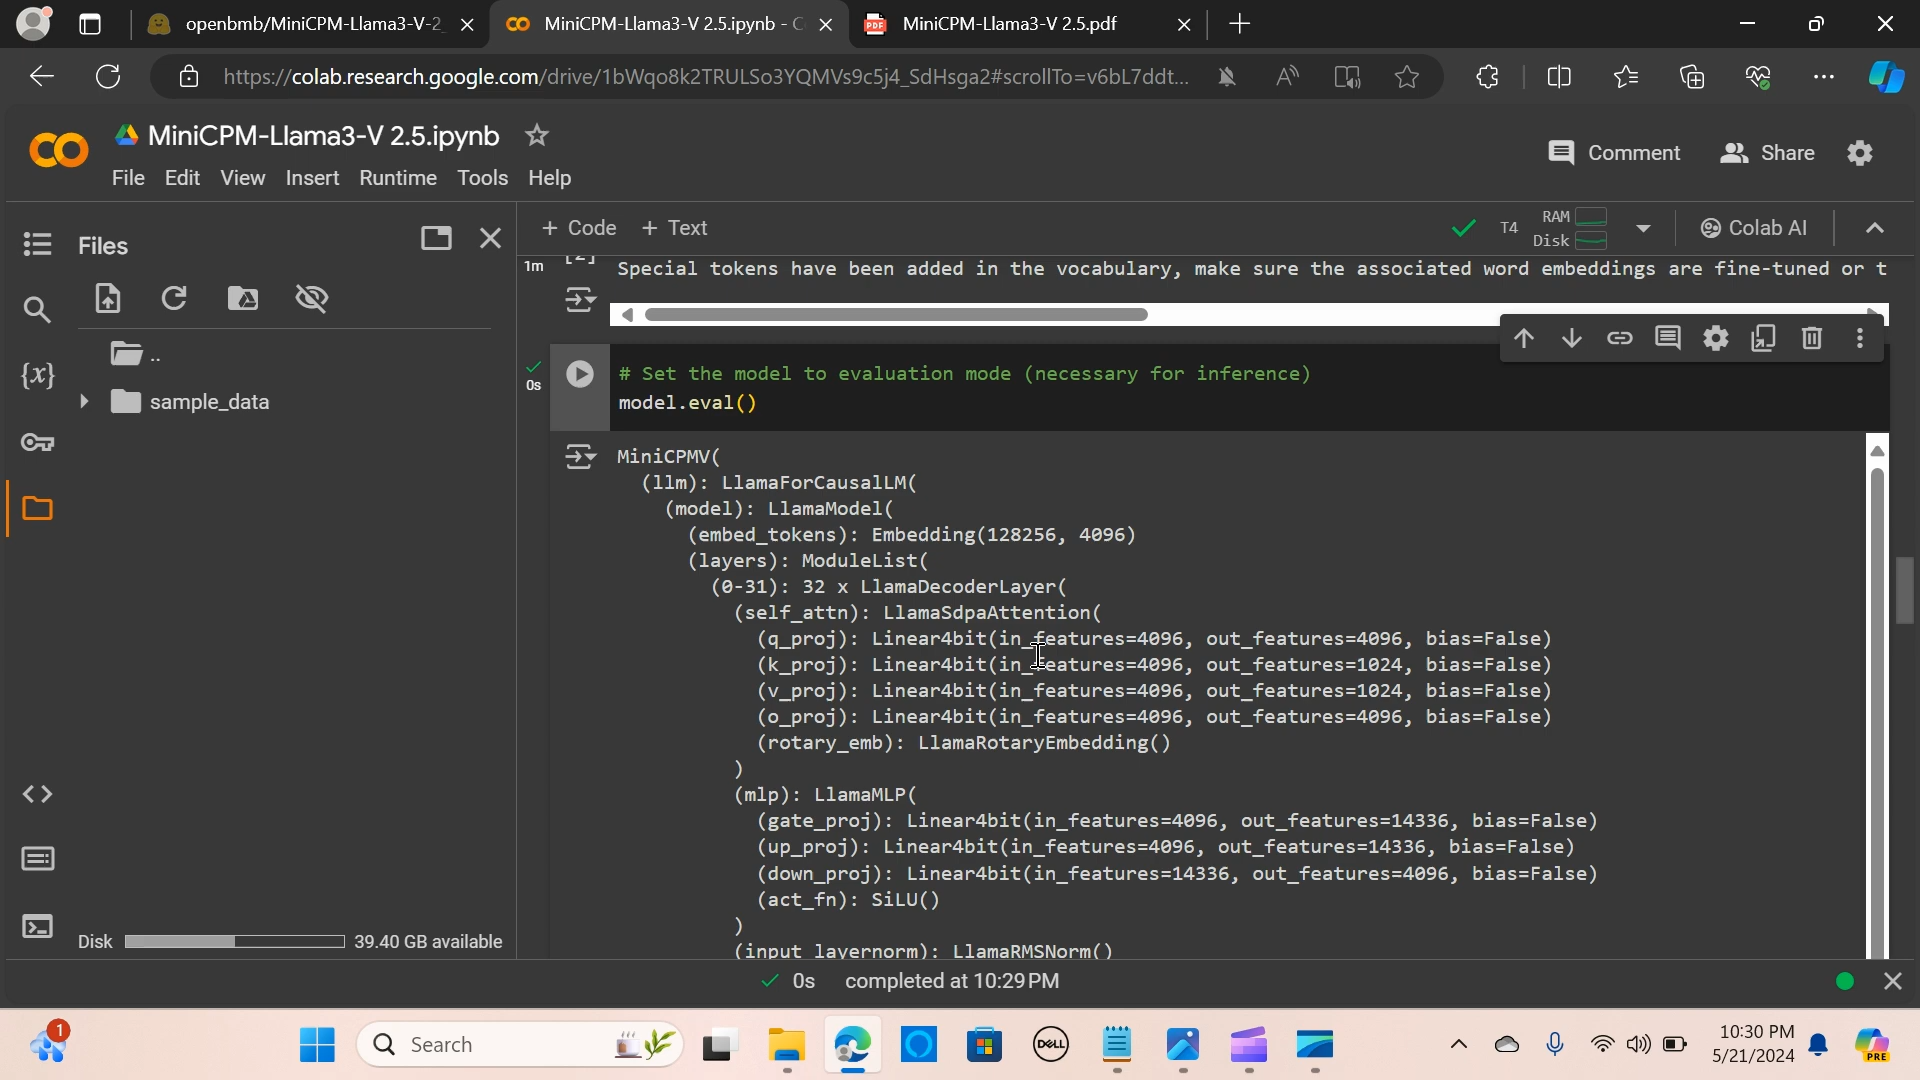 openbmb/MiniCPM-Llama3-V-2_
MiniCPM-Llama3-V 2.5.ipynb - C
MiniCPM-Llama3-V 2.5.pdf
https://colab.research.google.com/drive/1bWqo8k2TRULSo3YQMVs9c5j4_SdHsga2#scrollTo=v6bL7ddt...
MiniCPM-Llama3-V 2.5.ipynb
Comment
Share
File Edit View Insert Runtime Tools Help
Files
+ Code + Text
T4
RAM
Disk
Colab AI
1m
[2]
Special tokens have been added in the vocabulary, make sure the associated word embeddings are fine-tuned or t
..
sample_data
0s
# Set the model to evaluation mode (necessary for inference)
model.eval()
MiniCPMV(
(llm): LlamaForCausalLM(
(model): LlamaModel(
(embed_tokens): Embedding(128256, 4096)
(layers): ModuleList(
(0-31): 32 x LlamaDecoderLayer(
(self_attn): LlamaSdpaAttention(
(q_proj): Linear4bit(in_features=4096, out_features=4096, bias=False)
(k_proj): Linear4bit(in_features=4096, out_features=1024, bias=False)
(v_proj): Linear4bit(in_features=4096, out_features=1024, bias=False)
(o_proj): Linear4bit(in_features=4096, out_features=4096, bias=False)
(rotary_emb): LlamaRotaryEmbedding()
)
(mlp): LlamaMLP(
(gate_proj): Linear4bit(in_features=4096, out_features=14336, bias=False)
(up_proj): Linear4bit(in_features=4096, out_features=14336, bias=False)
(down_proj): Linear4bit(in_features=14336, out_features=4096, bias=False)
(act_fn): SiLU()
)
(input_layernorm): LlamaRMSNorm()
Disk
39.40 GB available
0s completed at 10:29 PM
1
Search
DELL
10:30 PM
5/21/2024
PRE